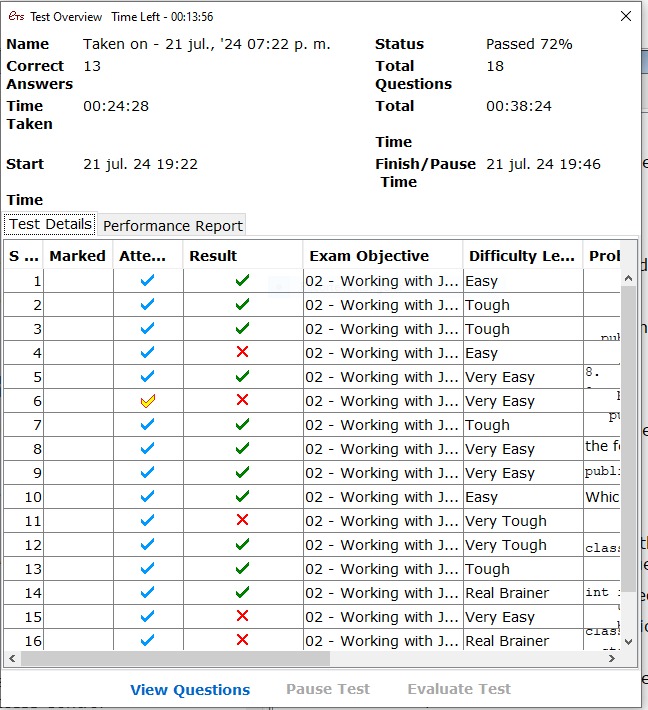 ETS Test Overview Time Left - 00:13:56
Name Taken on - 21 jul., '24 07:22 p. m. Status Passed 72%
Correct Answers 13 Total Questions 18
Time Taken 00:24:28 Total Time 00:38:24
Start Time 21 jul. 24 19:22 Finish/Pause Time 21 jul. 24 19:46
Test Details Performance Report
S ... Marked Atte... Result Exam Objective Difficulty Le... Prob
1 02 - Working with J... Easy
2 02 - Working with J... Tough
3 02 - Working with J... Tough
4 02 - Working with J... Easy
5 02 - Working with J... Very Easy 8.
6 02 - Working with J... Very Easy
7 02 - Working with J... Tough
8 02 - Working with J... Very Easy the fo
9 02 - Working with J... Very Easy publi
10 02 - Working with J... Easy Whic
11 02 - Working with J... Very Tough
12 02 - Working with J... Very Tough class
13 02 - Working with J... Tough
14 02 - Working with J... Real Brainer int i
15 02 - Working with J... Very Easy
16 02 - Working with J... Real Brainer class
View Questions Pause Test Evaluate Test